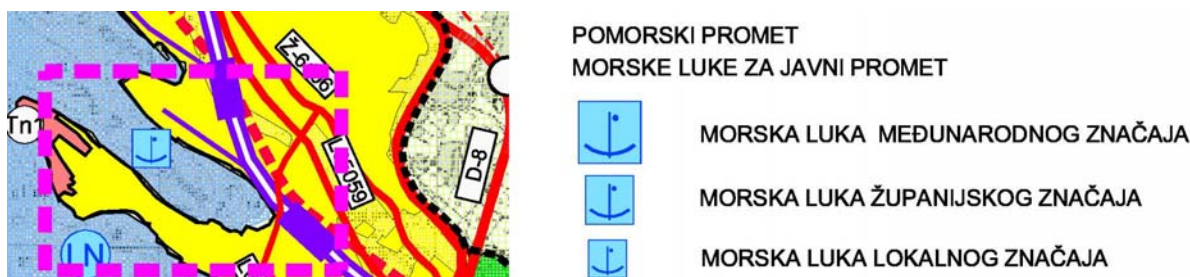 Tn1
D-8
LN
POMORSKI PROMET
MORSKE LUKE ZA JAVNI PROMET
MORSKA LUKA MEĐUNARODNOG ZNAČAJA
MORSKA LUKA ŽUPANIJSKOG ZNAČAJA
MORSKA LUKA LOKALNOG ZNAČAJA